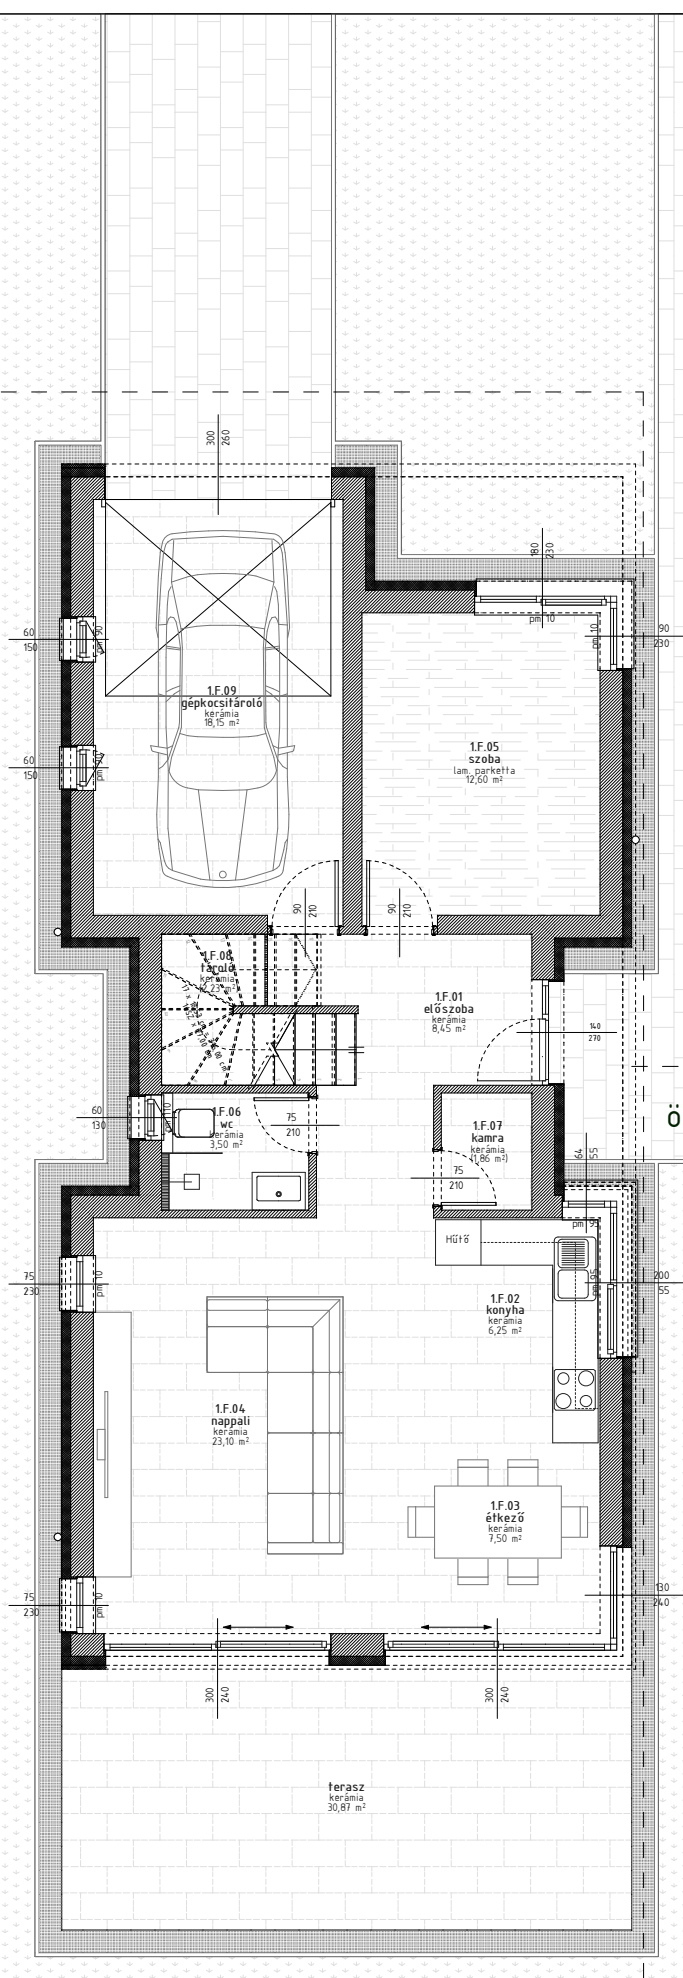 300
260
180
230
pm 10
60
150
pm 90
pm 10
90
230
1.F.09
gépkocsitároló
kerámia
18,15 m²
1.F.05
szoba
lam. parketta
12,60 m²
60
150
90
210
90
210
1.F.08
tároló
kerámia
1.F.01
előszoba
kerámia
8,45 m²
140
270
60
130
1.F.06
wc
kerámia
3,50 m²
75
210
1.F.07
kamra
kerámia
(1,86 m²)
Ö
64
55
75
210
pm 95
Hűtő
75
230
pm 10
pm 95
200
55
1.F.02
konyha
kerámia
6,25 m²
1.F.04
nappali
kerámia
23,10 m²
1.F.03
étkező
kerámia
7,50 m²
75
230
pm 10
130
240
300
240
300
240
terasz
kerámia
30,87 m²